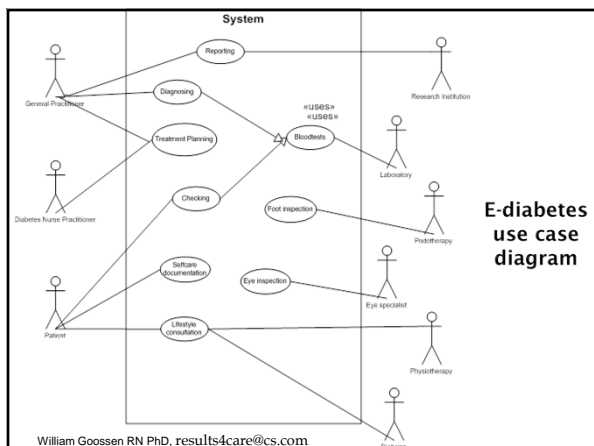 System
Reporting
General Practitioner
Research Institution
Diagnosing
«uses»
«uses»
Treatment Planning
Bloodtests
Laboratory
Diabetes Nurse Practitioner
Checking
Foot inspection
Podotherapy
E-diabetes
use case
diagram
Selfcare
documentation
Eye inspection
Eye specialist
Patient
Lifestyle
consultation
Physiotherapy
William Goossen RN PhD, results4care@cs.com